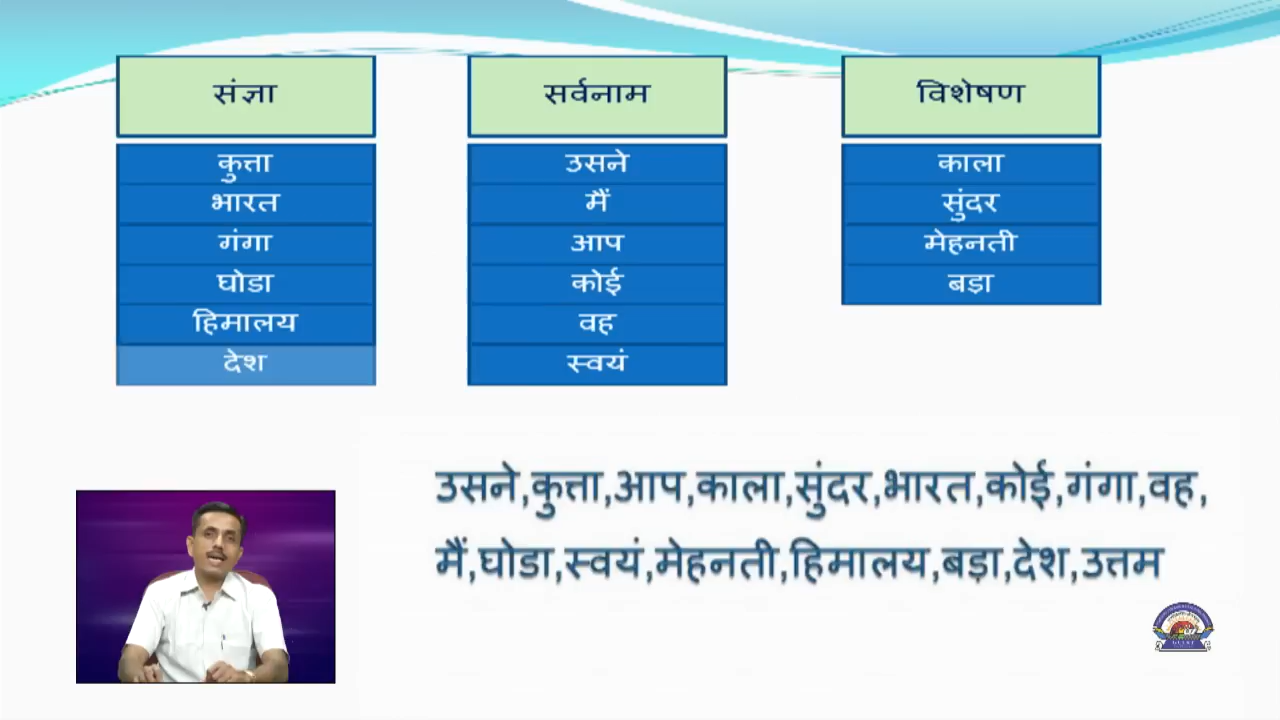 संज्ञा
कुत्ता
भारत
गंगा
घोडा
हिमालय
देश
सर्वनाम
उसने
मैं
आप
कोई
वह
स्वयं
विशेषण
काला
सुंदर
मेहनती
बड़ा
उसने,कुत्ता,आप,काला,सुंदर,भारत,कोई,गंगा,वह,
मैं,घोडा,स्वयं,मेहनती,हिमालय,बड़ा,देश,उत्तम